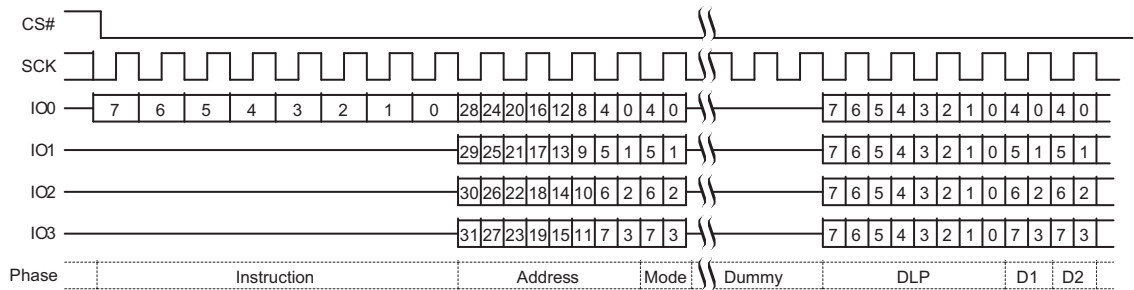 CS#
SCK
IO0 7 6 5 4 3 2 1 0 28 24 20 16 12 8 4 0 4 0 7 6 5 4 3 2 1 0 4 0 4 0
IO1 29 25 21 17 13 9 5 1 5 1 7 6 5 4 3 2 1 0 5 1 5 1
IO2 30 26 22 18 14 10 6 2 6 2 7 6 5 4 3 2 1 0 6 2 6 2
IO3 31 27 23 19 15 11 7 3 7 3 7 6 5 4 3 2 1 0 7 3 7 3
Phase Instruction Address Mode Dummy DLP D1 D2